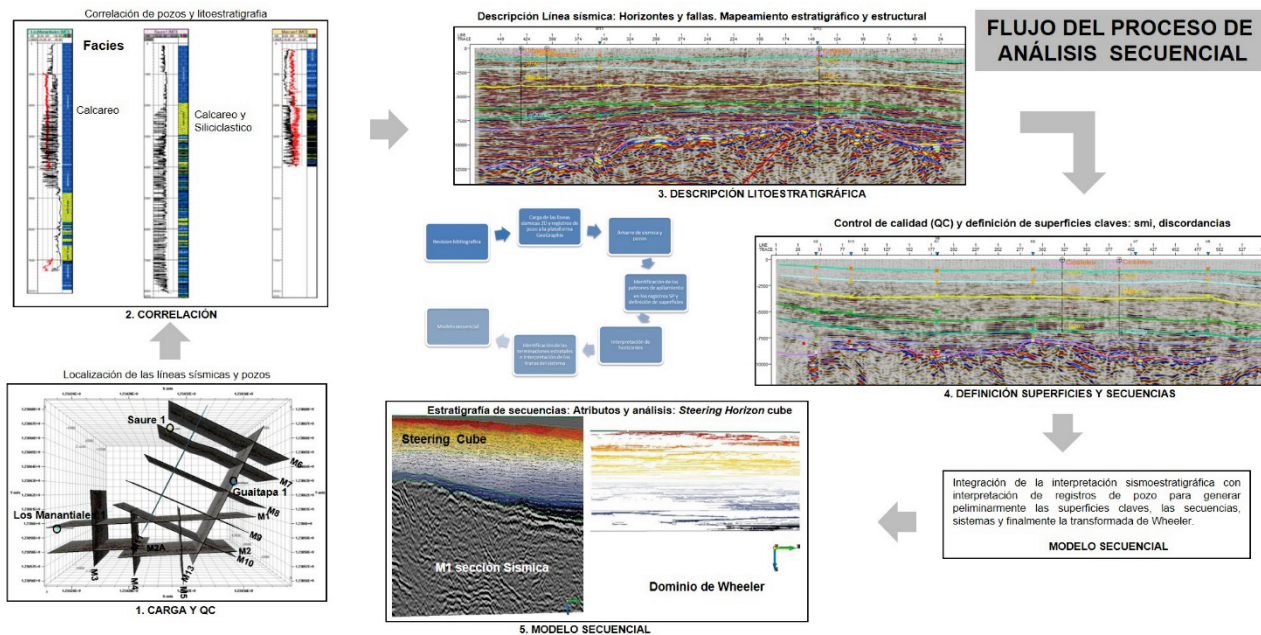 FLUJO DEL PROCESO DE
ANÁLISIS SECUENCIAL
Correlación de pozos y litoestratigrafia
Facies
Calcareo
Calcareo y
Siliciclastico
2. CORRELACIÓN
Descripción Línea sísmica: Horizontes y fallas. Mapeamiento estratigráfico y estructural
3. DESCRIPCIÓN LITOESTRATIGRÁFICA
Revision bibliografica
Carga de las líneas
sísmicas 2D y registros de
pozo a la plataforma
GeoGraphix
Amarre de sismica y
pozos
Identificación de los
patrones de apilamiento
en los registros SP y
definición de superficies
Interpretación de
horizontes
Identificación de las
terminaciones estratales
e interpretación de los
tractos del sistema
Modelo secuencial
Control de calidad (QC) y definición de superficies claves: smi, discordancias
4. DEFINICIÓN SUPERFICIES Y SECUENCIAS
Localización de las líneas sísmicas y pozos
Saure 1
M6
M7
Guaitapa 1
M8
Los Manantiales 1
M1
M9
M2A
M2
M10
M3
M4
M5
M13
1. CARGA Y QC
Estratigrafía de secuencias: Atributos y análisis: Steering Horizon cube
Steering Cube
M1 sección Sísmica
Dominio de Wheeler
5. MODELO SECUENCIAL
Integración de la interpretación sismoestratigráfica con
interpretación de registros de pozo para generar
peliminarmente las superficies claves, las secuencias,
sistemas y finalmente la transformada de Wheeler.
MODELO SECUENCIAL